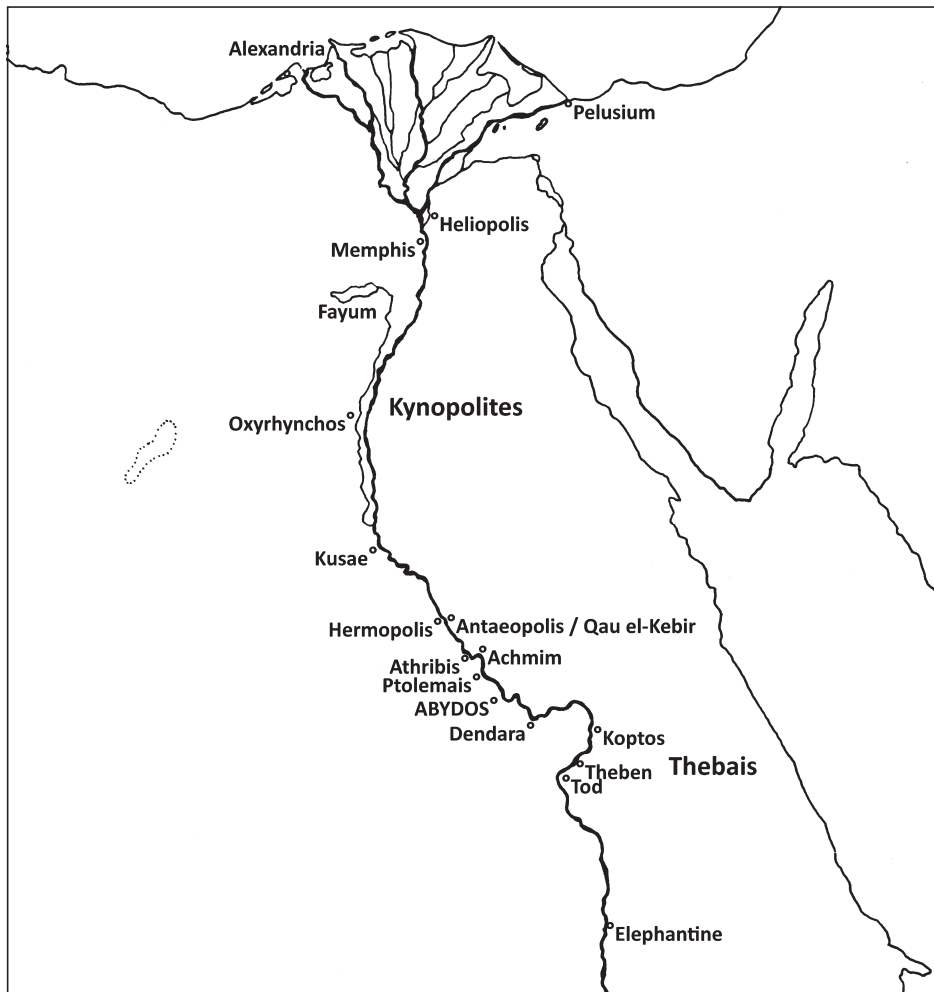 Alexandria
Pelusium
Heliopolis
Memphis
Fayum
Kynopolites
Oxyrhynchos
Kusae
Antaeopolis / Qau el-Kebir
Hermopolis
Achmim
Athribis
Ptolemais
ABYDOS
Dendara
Koptos
Thebais
Theben
Tod
Elephantine